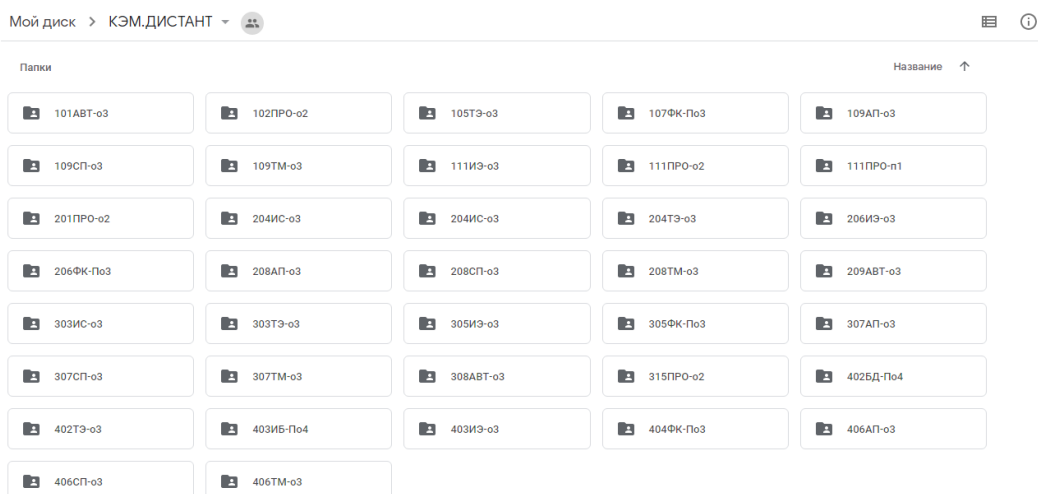 Мой диск > КЭМ.ДИСТАНТ
Папки Название
101АВТ-о3 102ПРО-о2 105ТЭ-о3 107ФК-По3 109АП-о3
109СП-о3 109ТМ-о3 111ИЭ-о3 111ПРО-о2 111ПРО-п1
201ПРО-о2 204ИС-о3 204ИС-о3 204ТЭ-о3 206ИЭ-о3
206ФК-По3 208АП-о3 208СП-о3 208ТМ-о3 209АВТ-о3
303ИС-о3 303ТЭ-о3 305ИЭ-о3 305ФК-По3 307АП-о3
307СП-о3 307ТМ-о3 308АВТ-о3 315ПРО-о2 402БД-По4
402ТЭ-о3 403ИБ-По4 403ИЭ-о3 404ФК-По3 406АП-о3
406СП-о3 406ТМ-о3